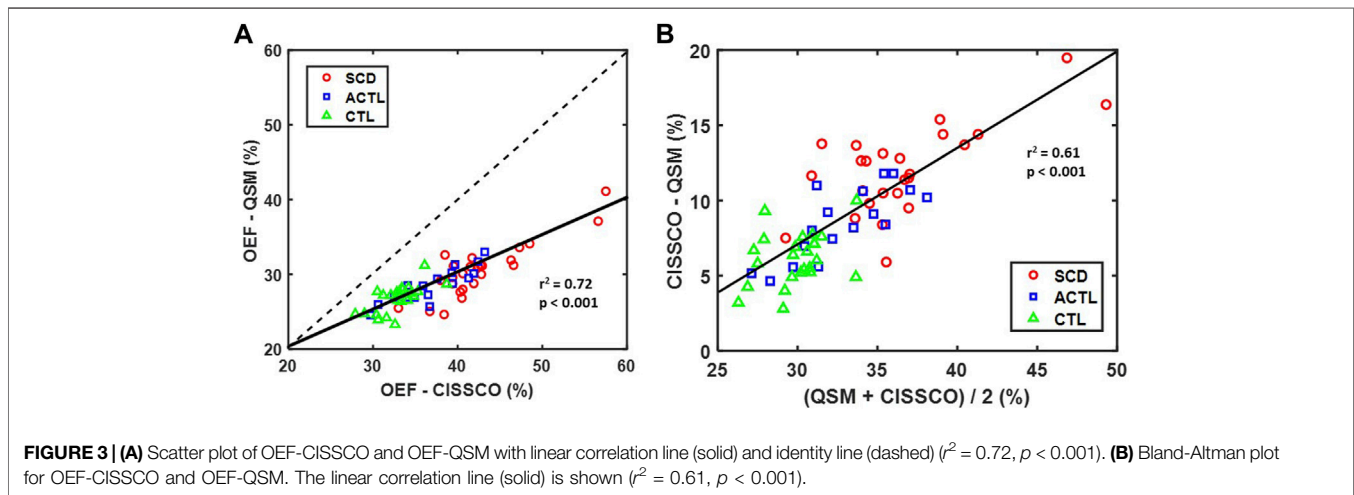 A
60
50
40
30
20
OEF - QSM (%)
SCD
ACTL
CTL
r² = 0.72
p < 0.001
20 30 40 50 60
OEF - CISSCO (%)
B
20
15
10
5
0
CISSCO - QSM (%)
r² = 0.61
p < 0.001
SCD
ACTL
CTL
25 30 35 40 45 50
(QSM + CISSCO) / 2 (%)
FIGURE 3 | (A) Scatter plot of OEF-CISSCO and OEF-QSM with linear correlation line (solid) and identity line (dashed) (r² = 0.72, p < 0.001). (B) Bland-Altman plot
for OEF-CISSCO and OEF-QSM. The linear correlation line (solid) is shown (r² = 0.61, p < 0.001).